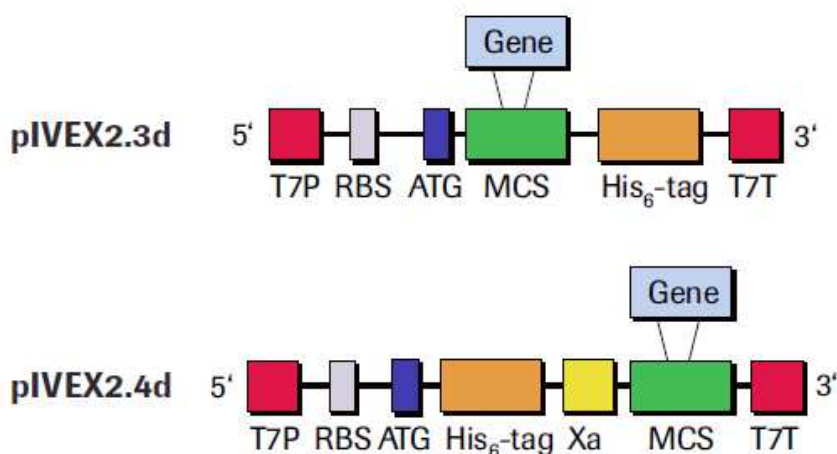 Gene
pIVEX2.3d 5' 3'
T7P RBS ATG MCS His₆-tag T7T
Gene
pIVEX2.4d 5' 3'
T7P RBS ATG His₆-tag Xa MCS T7T